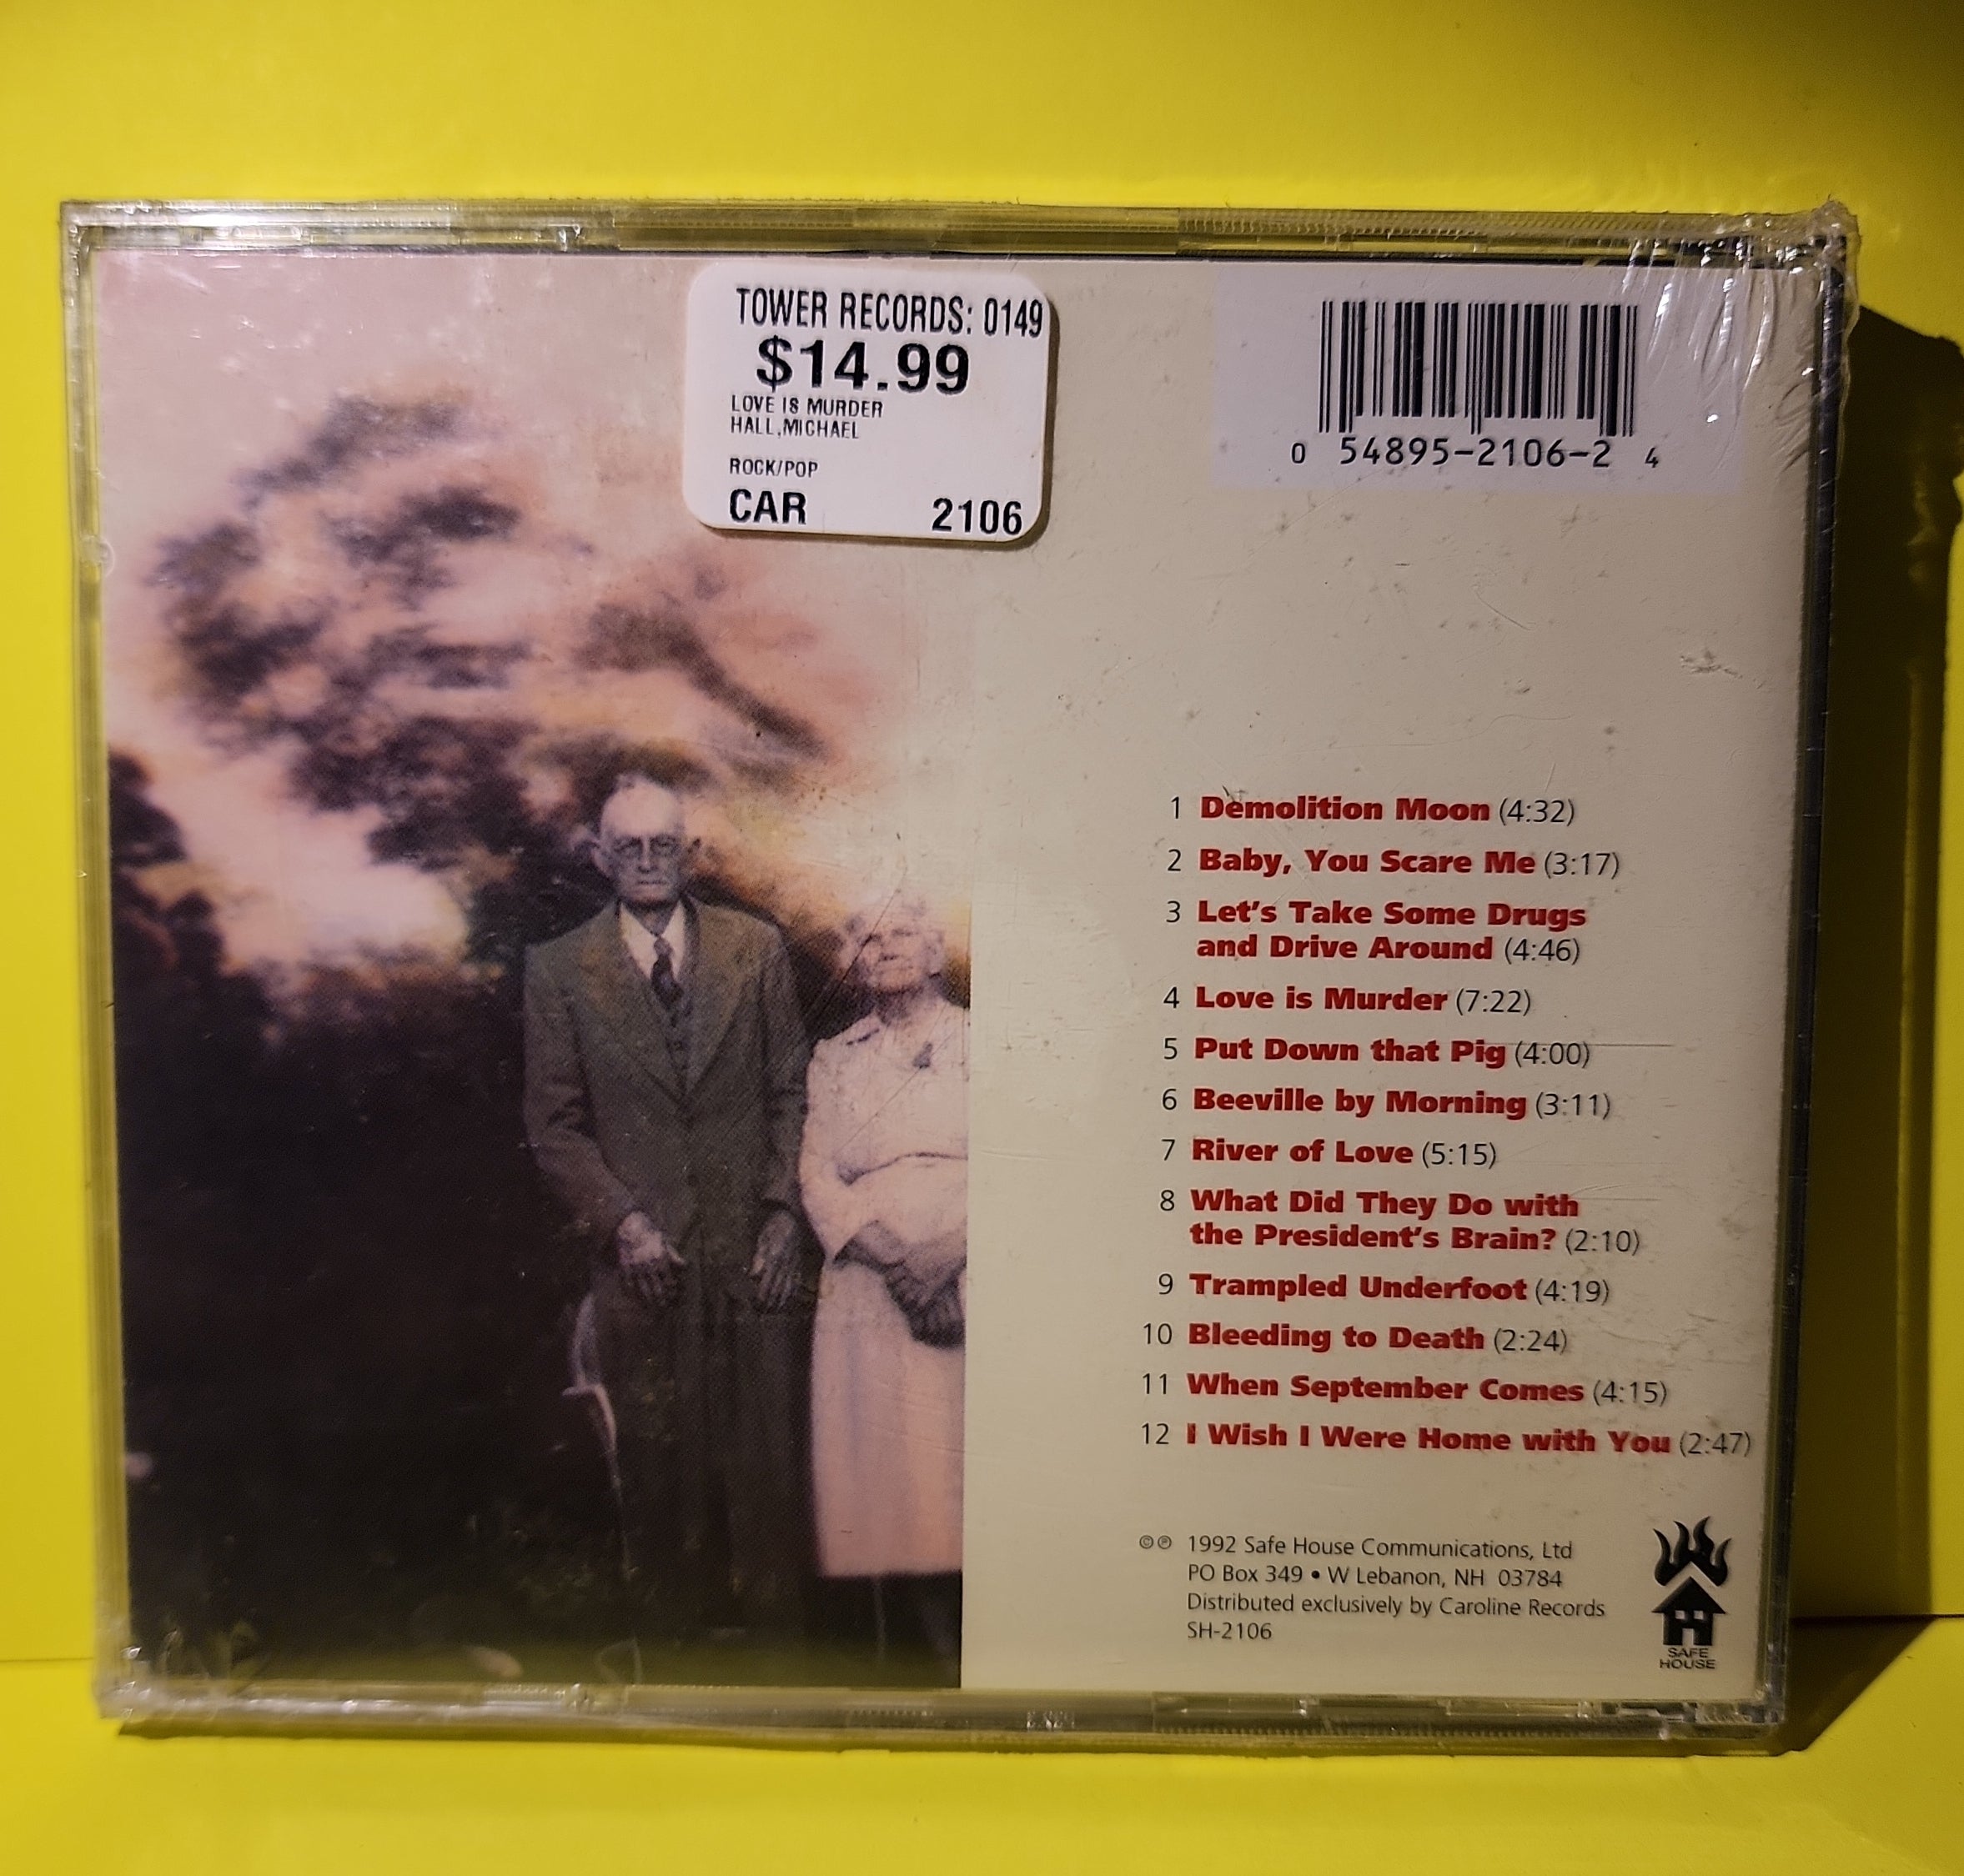 TOWER RECORDS: 0149
$14.99
LOVE IS MURDER
HALL,MICHAEL
ROCK/POP
CAR 2106
0 54895-2106-2 4
1 Demolition Moon (4:32)
2 Baby, You Scare Me (3:17)
3 Let's Take Some Drugs
and Drive Around (4:46)
4 Love is Murder (7:22)
5 Put Down that Pig (4:00)
6 Beeville by Morning (3:11)
7 River of Love (5:15)
8 What Did They Do with
the President's Brain? (2:10)
9 Trampled Underfoot (4:19)
10 Bleeding to Death (2:24)
11 When September Comes (4:15)
12 I Wish I Were Home with You (2:47)
©℗ 1992 Safe House Communications, Ltd
PO Box 349 • W Lebanon, NH 03784
Distributed exclusively by Caroline Records
SH-2106
SAFE
HOUSE